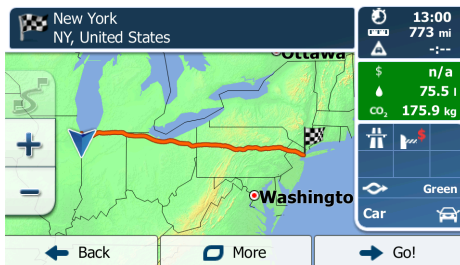 New York
NY, United States
13:00
773 mi
-:--
$ n/a
75.5 l
CO₂ 175.9 kg
Ottawa
+
$
−
Washingto
Green
Car
Back
More
Go!